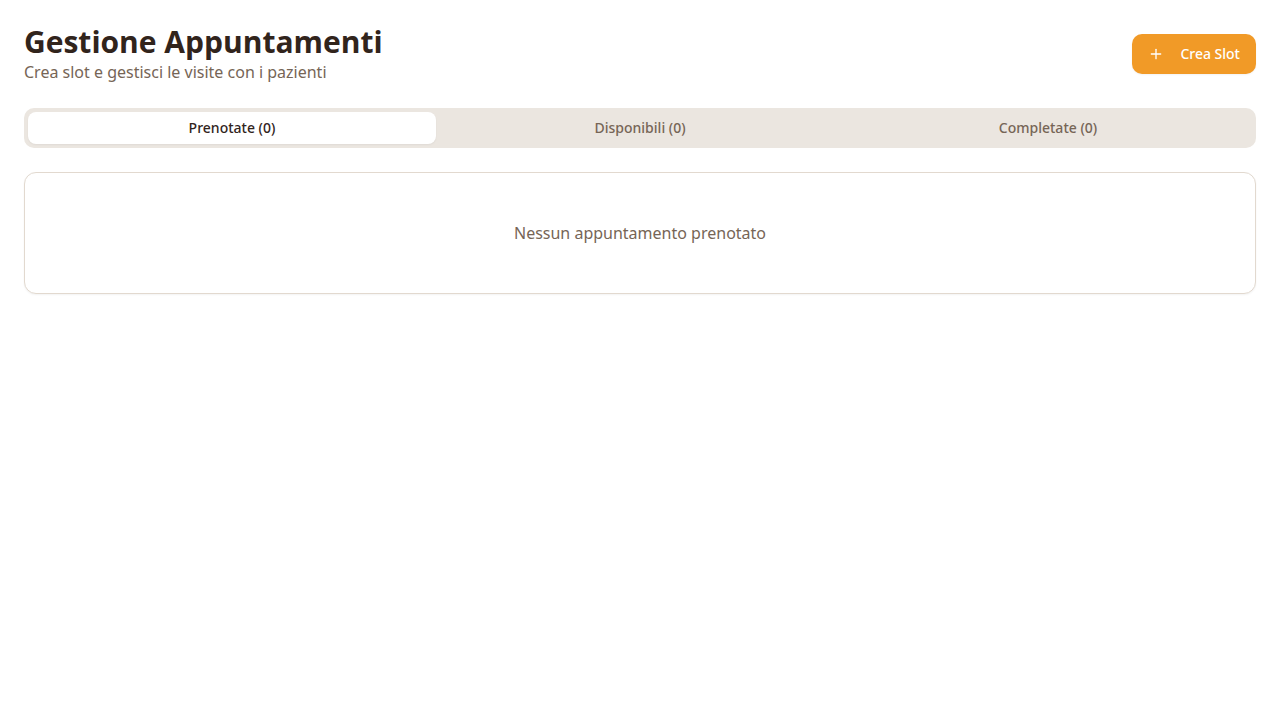 Gestione Appuntamenti
Crea slot e gestisci le visite con i pazienti
Crea Slot
Prenotate (0)
Disponibili (0)
Completate (0)
Nessun appuntamento prenotato